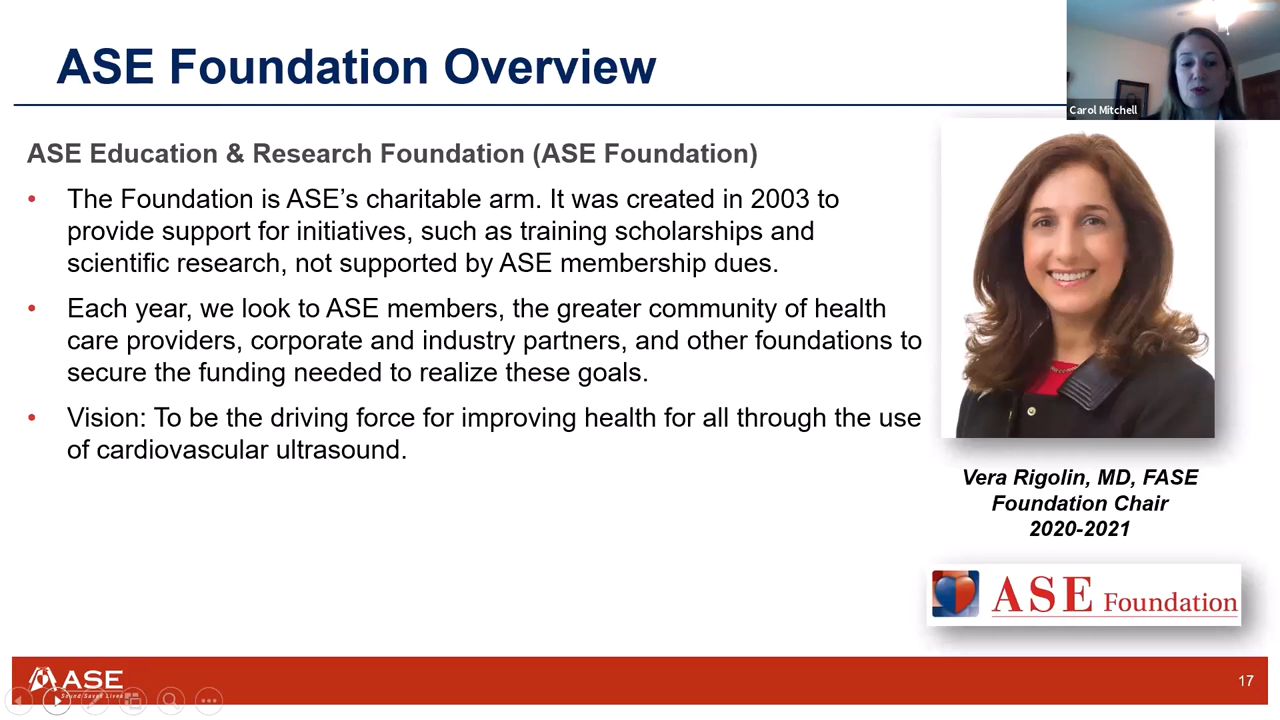 ASE Foundation Overview
Carol Mitchell
ASE Education & Research Foundation (ASE Foundation)
• The Foundation is ASE’s charitable arm. It was created in 2003 to
provide support for initiatives, such as training scholarships and
scientific research, not supported by ASE membership dues.
• Each year, we look to ASE members, the greater community of health
care providers, corporate and industry partners, and other foundations to
secure the funding needed to realize these goals.
• Vision: To be the driving force for improving health for all through the use
of cardiovascular ultrasound.
Vera Rigolin, MD, FASE
Foundation Chair
2020-2021
ASE Foundation
ASE
Sound Saves Lives
17